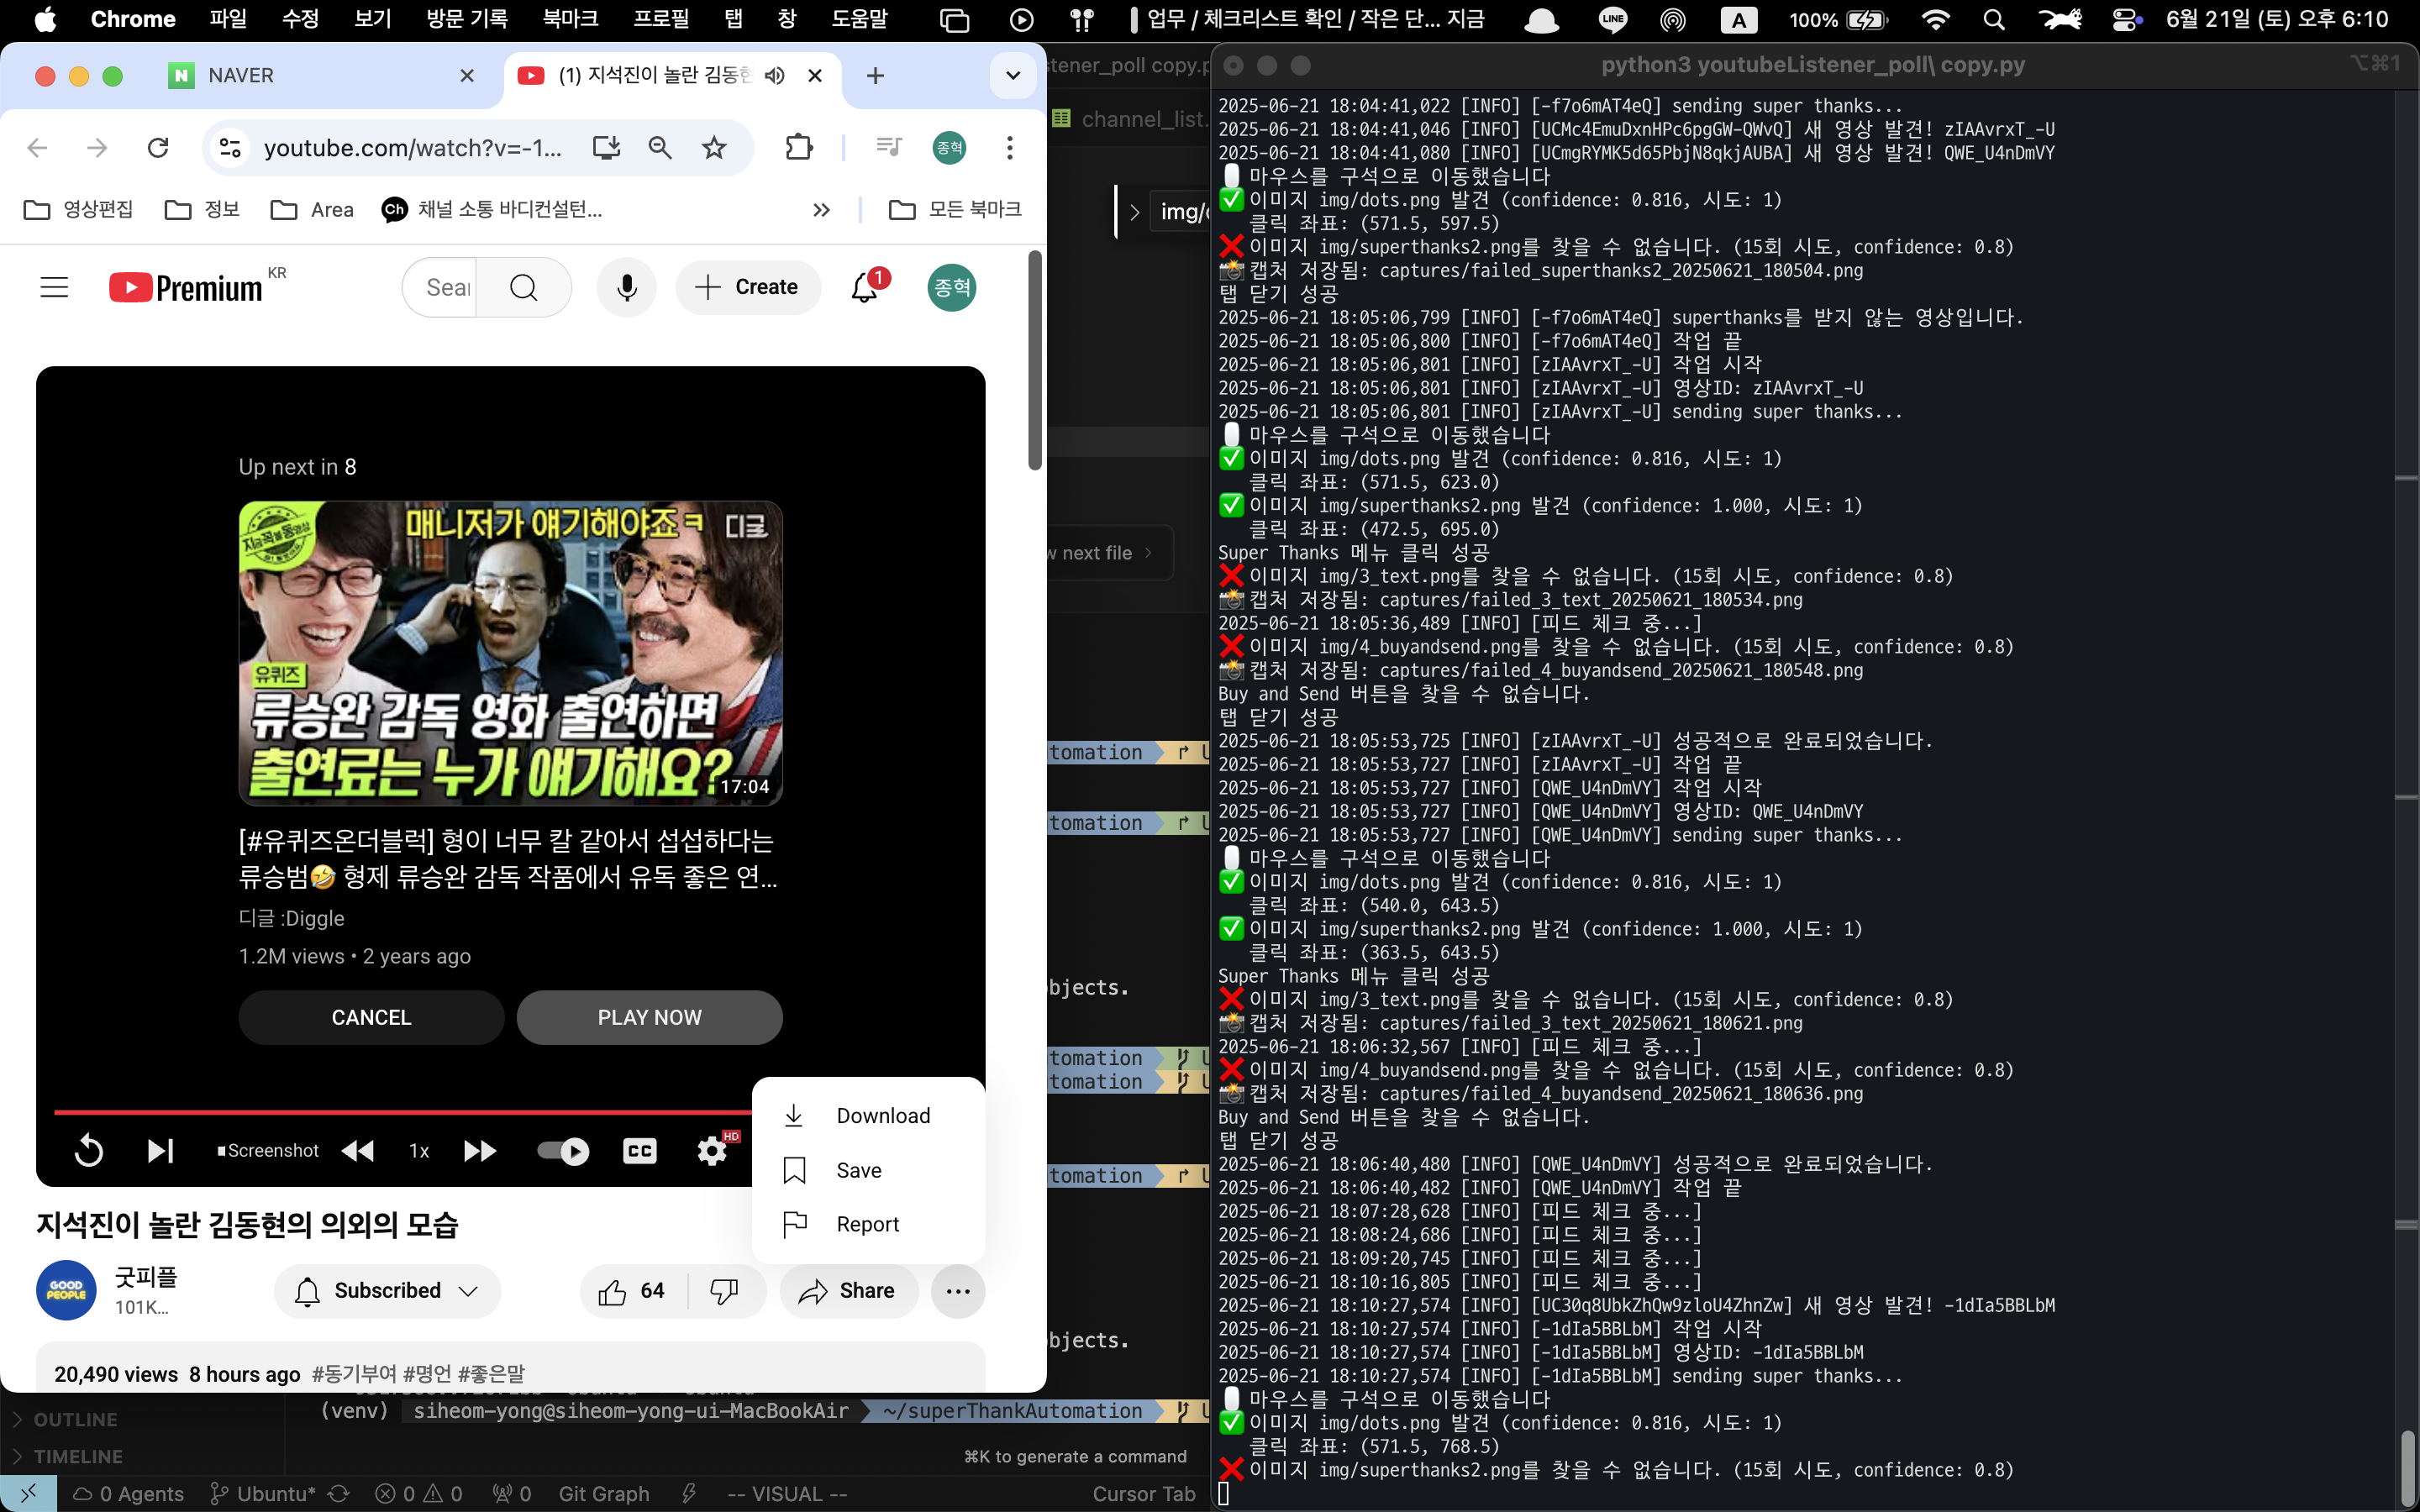 Chrome 파일 수정 보기 방문 기록 북마크 프로필 탭 창 도움말 업무 / 체크리스트 확인 / 작은 단... 지금 LINE A 100% 6월 21일 (토) 오후 6:10
N NAVER
(1) 지석진이 놀란 김동현
youtube.com/watch?v=-1...
종혁
영상편집 정보 Area Ch 채널 소통 바디컨설턴... 모든 북마크
Premium KR
Sear
Create
1
종혁
Up next in 8
지금 꼭 볼 동영상
매니저가 얘기해야죠ㅋ 디글
유퀴즈
류승완 감독 영화 출연하면
출연료는 누가 얘기해요?
17:04
[#유퀴즈온더블럭] 형이 너무 칼 같아서 섭섭하다는
류승범🤣 형제 류승완 감독 작품에서 유독 좋은 연...
디글 :Diggle
1.2M views • 2 years ago
CANCEL PLAY NOW
Download
Save
Report
Screenshot 1x CC HD
지석진이 놀란 김동현의 의외의 모습
GOOD PEOPLE
굿피플
101K...
Subscribed 64 Share
20,490 views 8 hours ago #동기부여 #명언 #좋은말
stener_poll copy.p
channel_list.
img/
w next file
tomation
tomation
bjects.
tomation
tomation
tomation
bjects.
(venv) siheom-yong@siheom-yong-ui-MacBookAir ~/superThankAutomation
OUTLINE
TIMELINE
⌘K to generate a command
0 Agents Ubuntu* 0 0 0 Git Graph -- VISUAL -- Cursor Tab
python3 youtubeListener_poll\ copy.py ⌥⌘1
2025-06-21 18:04:41,022 [INFO] [-f7o6mAT4eQ] sending super thanks...
2025-06-21 18:04:41,046 [INFO] [UCMc4EmuDxnHPc6pgGW-QWvQ] 새 영상 발견! zIAAvrxT_-U
2025-06-21 18:04:41,080 [INFO] [UCmgRYMK5d65PbjN8qkjAUBA] 새 영상 발견! QWE_U4nDmVY
마우스를 구석으로 이동했습니다
✅ 이미지 img/dots.png 발견 (confidence: 0.816, 시도: 1)
클릭 좌표: (571.5, 597.5)
❌ 이미지 img/superthanks2.png를 찾을 수 없습니다. (15회 시도, confidence: 0.8)
📸 캡처 저장됨: captures/failed_superthanks2_20250621_180504.png
탭 닫기 성공
2025-06-21 18:05:06,799 [INFO] [-f7o6mAT4eQ] superthanks를 받지 않는 영상입니다.
2025-06-21 18:05:06,800 [INFO] [-f7o6mAT4eQ] 작업 끝
2025-06-21 18:05:06,801 [INFO] [zIAAvrxT_-U] 작업 시작
2025-06-21 18:05:06,801 [INFO] [zIAAvrxT_-U] 영상ID: zIAAvrxT_-U
2025-06-21 18:05:06,801 [INFO] [zIAAvrxT_-U] sending super thanks...
마우스를 구석으로 이동했습니다
✅ 이미지 img/dots.png 발견 (confidence: 0.816, 시도: 1)
클릭 좌표: (571.5, 623.0)
✅ 이미지 img/superthanks2.png 발견 (confidence: 1.000, 시도: 1)
클릭 좌표: (472.5, 695.0)
Super Thanks 메뉴 클릭 성공
❌ 이미지 img/3_text.png를 찾을 수 없습니다. (15회 시도, confidence: 0.8)
📸 캡처 저장됨: captures/failed_3_text_20250621_180534.png
2025-06-21 18:05:36,489 [INFO] [피드 체크 중...]
❌ 이미지 img/4_buyandsend.png를 찾을 수 없습니다. (15회 시도, confidence: 0.8)
📸 캡처 저장됨: captures/failed_4_buyandsend_20250621_180548.png
Buy and Send 버튼을 찾을 수 없습니다.
탭 닫기 성공
2025-06-21 18:05:53,725 [INFO] [zIAAvrxT_-U] 성공적으로 완료되었습니다.
2025-06-21 18:05:53,727 [INFO] [zIAAvrxT_-U] 작업 끝
2025-06-21 18:05:53,727 [INFO] [QWE_U4nDmVY] 작업 시작
2025-06-21 18:05:53,727 [INFO] [QWE_U4nDmVY] 영상ID: QWE_U4nDmVY
2025-06-21 18:05:53,727 [INFO] [QWE_U4nDmVY] sending super thanks...
마우스를 구석으로 이동했습니다
✅ 이미지 img/dots.png 발견 (confidence: 0.816, 시도: 1)
클릭 좌표: (540.0, 643.5)
✅ 이미지 img/superthanks2.png 발견 (confidence: 1.000, 시도: 1)
클릭 좌표: (363.5, 643.5)
Super Thanks 메뉴 클릭 성공
❌ 이미지 img/3_text.png를 찾을 수 없습니다. (15회 시도, confidence: 0.8)
📸 캡처 저장됨: captures/failed_3_text_20250621_180621.png
2025-06-21 18:06:32,567 [INFO] [피드 체크 중...]
❌ 이미지 img/4_buyandsend.png를 찾을 수 없습니다. (15회 시도, confidence: 0.8)
📸 캡처 저장됨: captures/failed_4_buyandsend_20250621_180636.png
Buy and Send 버튼을 찾을 수 없습니다.
탭 닫기 성공
2025-06-21 18:06:40,480 [INFO] [QWE_U4nDmVY] 성공적으로 완료되었습니다.
2025-06-21 18:06:40,482 [INFO] [QWE_U4nDmVY] 작업 끝
2025-06-21 18:07:28,628 [INFO] [피드 체크 중...]
2025-06-21 18:08:24,686 [INFO] [피드 체크 중...]
2025-06-21 18:09:20,745 [INFO] [피드 체크 중...]
2025-06-21 18:10:16,805 [INFO] [피드 체크 중...]
2025-06-21 18:10:27,574 [INFO] [UC30q8UbkZhQw9zloU4ZhnZw] 새 영상 발견! -1dIa5BBLbM
2025-06-21 18:10:27,574 [INFO] [-1dIa5BBLbM] 작업 시작
2025-06-21 18:10:27,574 [INFO] [-1dIa5BBLbM] 영상ID: -1dIa5BBLbM
2025-06-21 18:10:27,574 [INFO] [-1dIa5BBLbM] sending super thanks...
마우스를 구석으로 이동했습니다
✅ 이미지 img/dots.png 발견 (confidence: 0.816, 시도: 1)
클릭 좌표: (571.5, 768.5)
❌ 이미지 img/superthanks2.png를 찾을 수 없습니다. (15회 시도, confidence: 0.8)